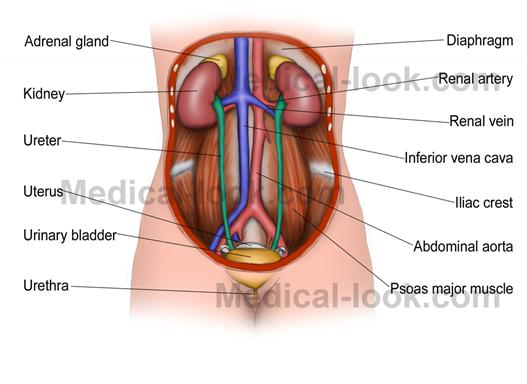 Adrenal gland
Kidney
Ureter
Uterus
Urinary bladder
Urethra
Diaphragm
Renal artery
Renal vein
Inferior vena cava
Iliac crest
Abdominal aorta
Psoas major muscle
Medical-look.com
Medical-look.com
Medical-look.com